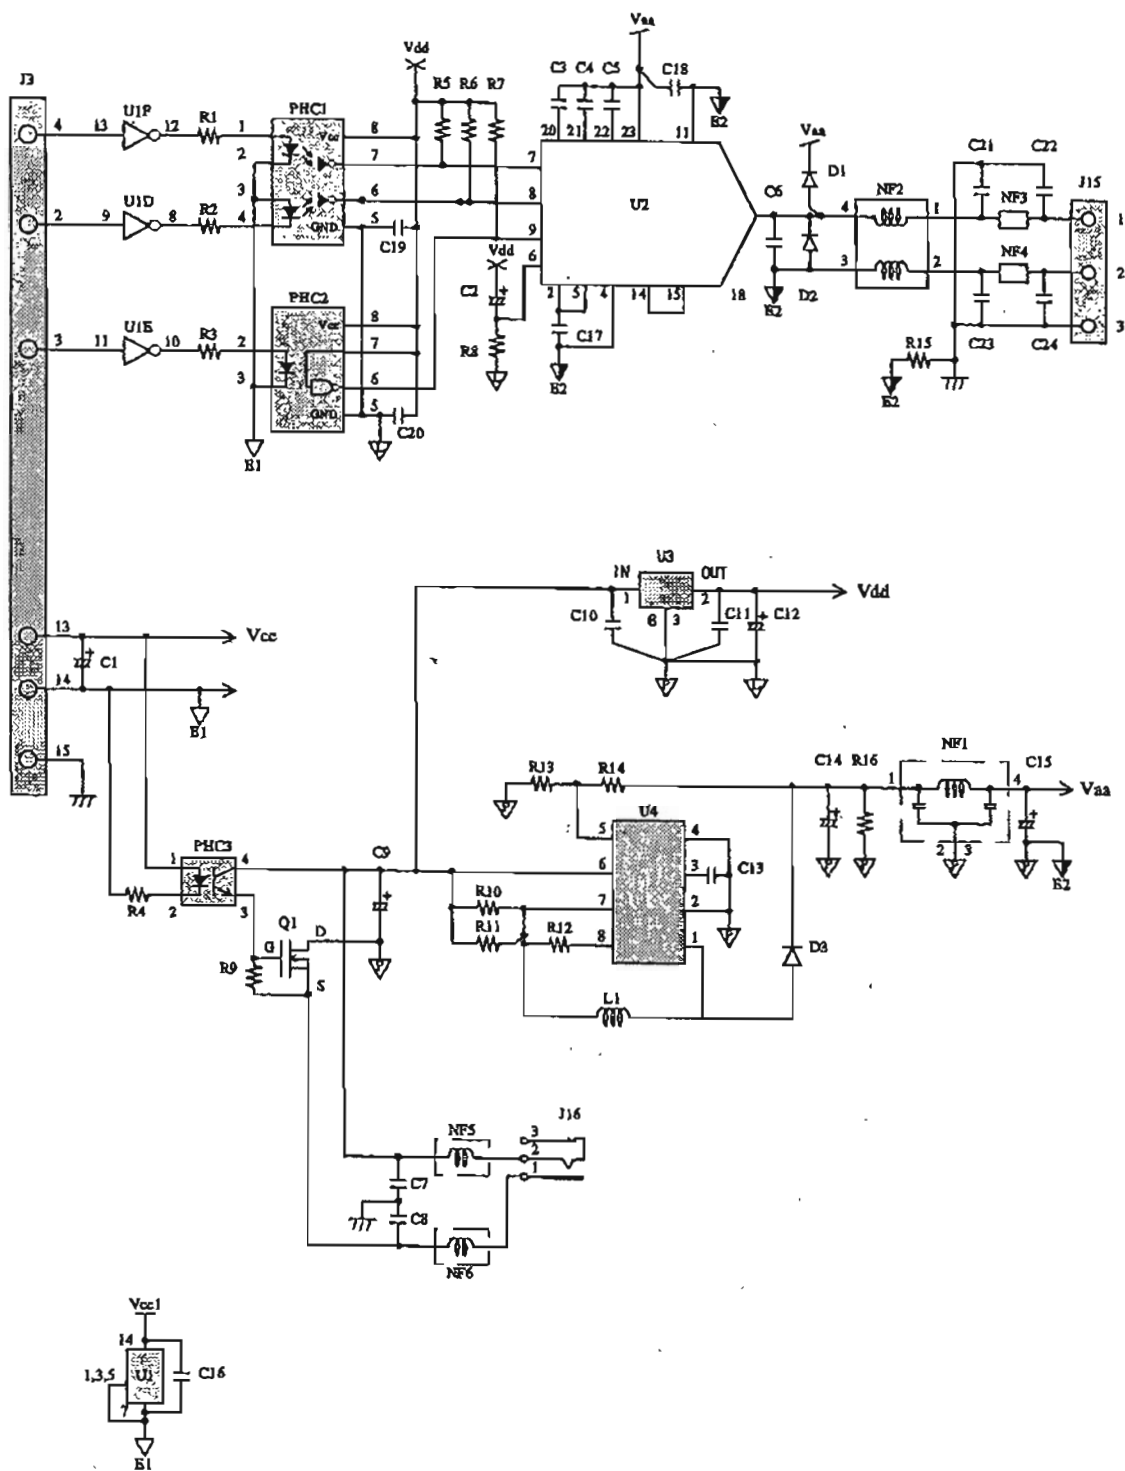 J3
4 13 U1F 12 R1 1 PHC1 Vcc 8
2 7
3 6
2 9 U1D 8 R2 4 GND 5 C19
Vdd
R5 R6 R7
Vdd
C2
R8
3 11 U1E 10 R3 2 PHC2 Vcc 8
7
3 6
GND 5 C20
E1
Vaa
C3 C4 C5 C18
E2
20 21 22 23 11
7
8 U2
9
6
2 5 4 14 15 18
C17
E2
Vaa
D1
C6
E2 D2
NF2
4 1
3 2
C21 C22
NF3
NF4
C23 C24
R15
E2
J15
1
2
3
13 Vcc
C1
14
E1
15
IN U3 OUT
1 2 Vdd
C10 G 3 C11 C12
R13 R14
C14 R16
NF1
1 4 C15
Vaa
2 3
E2
U4
5 4
6 3 C13
7 2
8 1
R10
R11 R12
L1
D3
1 PHC3 4
R4 2 3
C9
Q1
G D
R9 S
J16
NF5 3
2
1
C7
C8
NF6
Vcc1
14
1,3,5 U1 C16
7
E1